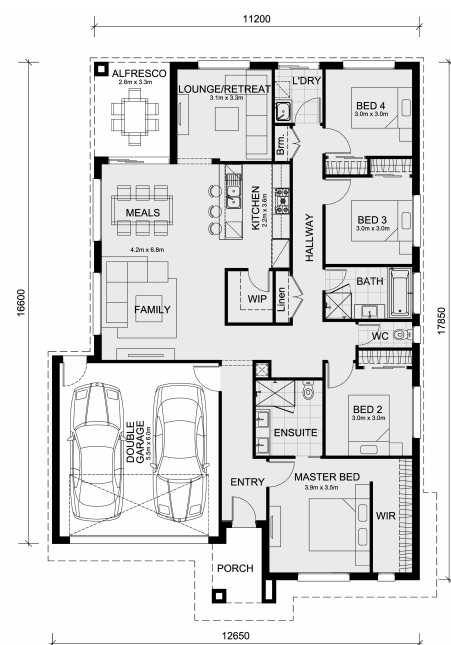 11200
ALFRESCO
2.6m x 3.3m
LOUNGE/RETREAT
3.1m x 3.3m
L'DRY
BED 4
3.0m x 3.0m
Brm.
MEALS
KITCHEN
2.2m x 3.6m
HALLWAY
BED 3
3.0m x 3.0m
4.2m x 6.8m
16600
17850
FAMILY
WIP
Linen
BATH
WC
DOUBLE
GARAGE
5.5m x 6.0m
BED 2
3.0m x 3.0m
ENSUITE
ENTRY
MASTER BED
3.9m x 3.5m
WIR
PORCH
12650